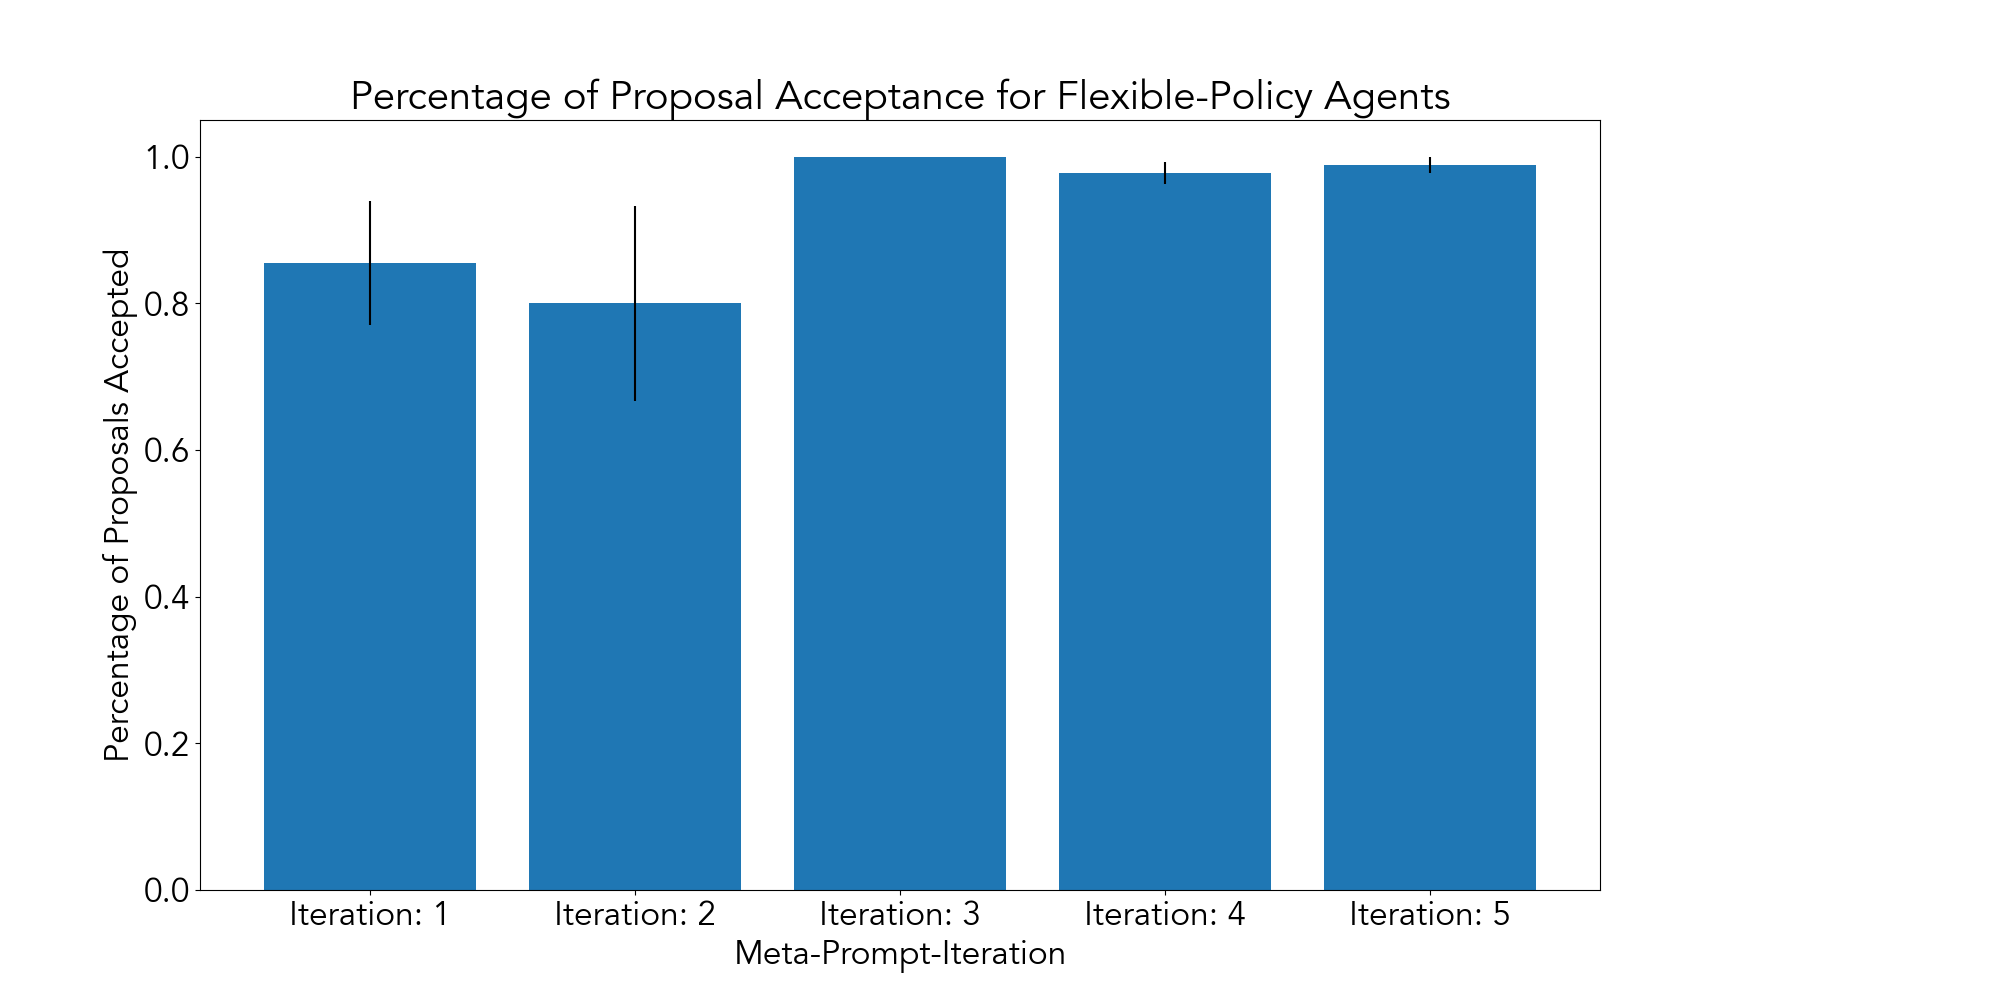 Percentage of Proposal Acceptance for Flexible-Policy Agents
Percentage of Proposals Accepted
1.0
0.8
0.6
0.4
0.2
0.0
Iteration: 1
Iteration: 2
Iteration: 3
Iteration: 4
Iteration: 5
Meta-Prompt-Iteration